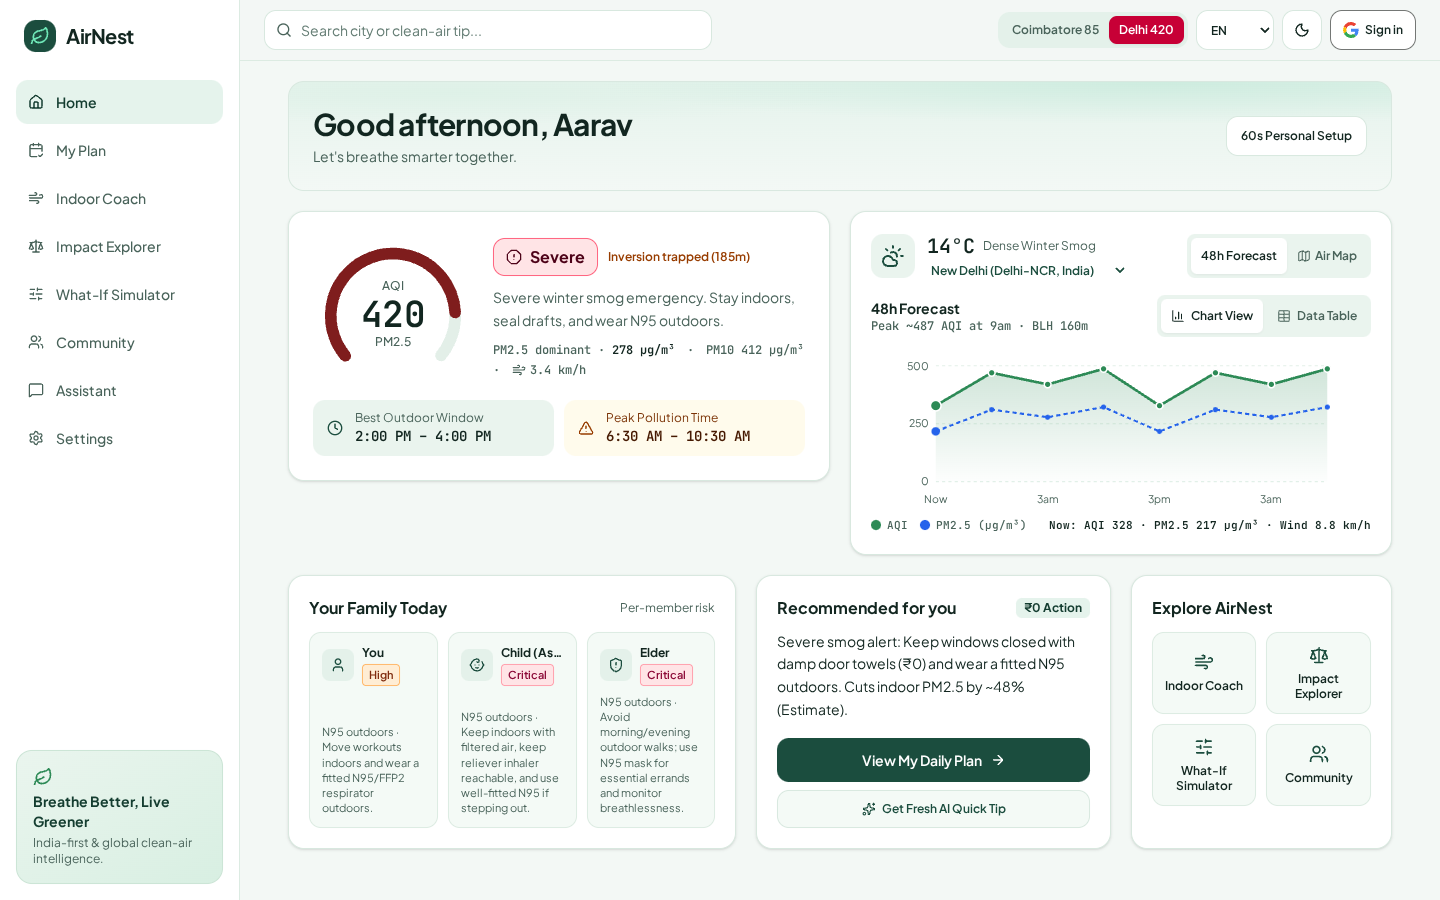 AirNest
Home
My Plan
Indoor Coach
Impact Explorer
What-If Simulator
Community
Assistant
Settings
Breathe Better, Live
Greener
India-first & global clean-air
intelligence.
Search city or clean-air tip...
Coimbatore 85
Delhi 420
EN
Sign in
Good afternoon, Aarav
Let's breathe smarter together.
60s Personal Setup
AQI
420
PM2.5
Severe
Inversion trapped (185m)
Severe winter smog emergency. Stay indoors,
seal drafts, and wear N95 outdoors.
PM2.5 dominant · 278 µg/m³ · PM10 412 µg/m³
· 3.4 km/h
Best Outdoor Window
2:00 PM – 4:00 PM
Peak Pollution Time
6:30 AM – 10:30 AM
14°C Dense Winter Smog
New Delhi (Delhi-NCR, India)
48h Forecast
Air Map
48h Forecast
Peak ~487 AQI at 9am · BLH 160m
Chart View
Data Table
500
250
0
Now
3am
3pm
3am
AQI
PM2.5 (µg/m³)
Now: AQI 328 · PM2.5 217 µg/m³ · Wind 8.8 km/h
Your Family Today
Per-member risk
You
High
N95 outdoors ·
Move workouts
indoors and wear a
fitted N95/FFP2
respirator
outdoors.
Child (As…
Critical
N95 outdoors ·
Keep indoors with
filtered air, keep
reliever inhaler
reachable, and use
well-fitted N95 if
stepping out.
Elder
Critical
N95 outdoors ·
Avoid
morning/evening
outdoor walks; use
N95 mask for
essential errands
and monitor
breathlessness.
Recommended for you
₹0 Action
Severe smog alert: Keep windows closed with
damp door towels (₹0) and wear a fitted N95
outdoors. Cuts indoor PM2.5 by ~48%
(Estimate).
View My Daily Plan
Get Fresh AI Quick Tip
Explore AirNest
Indoor Coach
Impact
Explorer
What-If
Simulator
Community